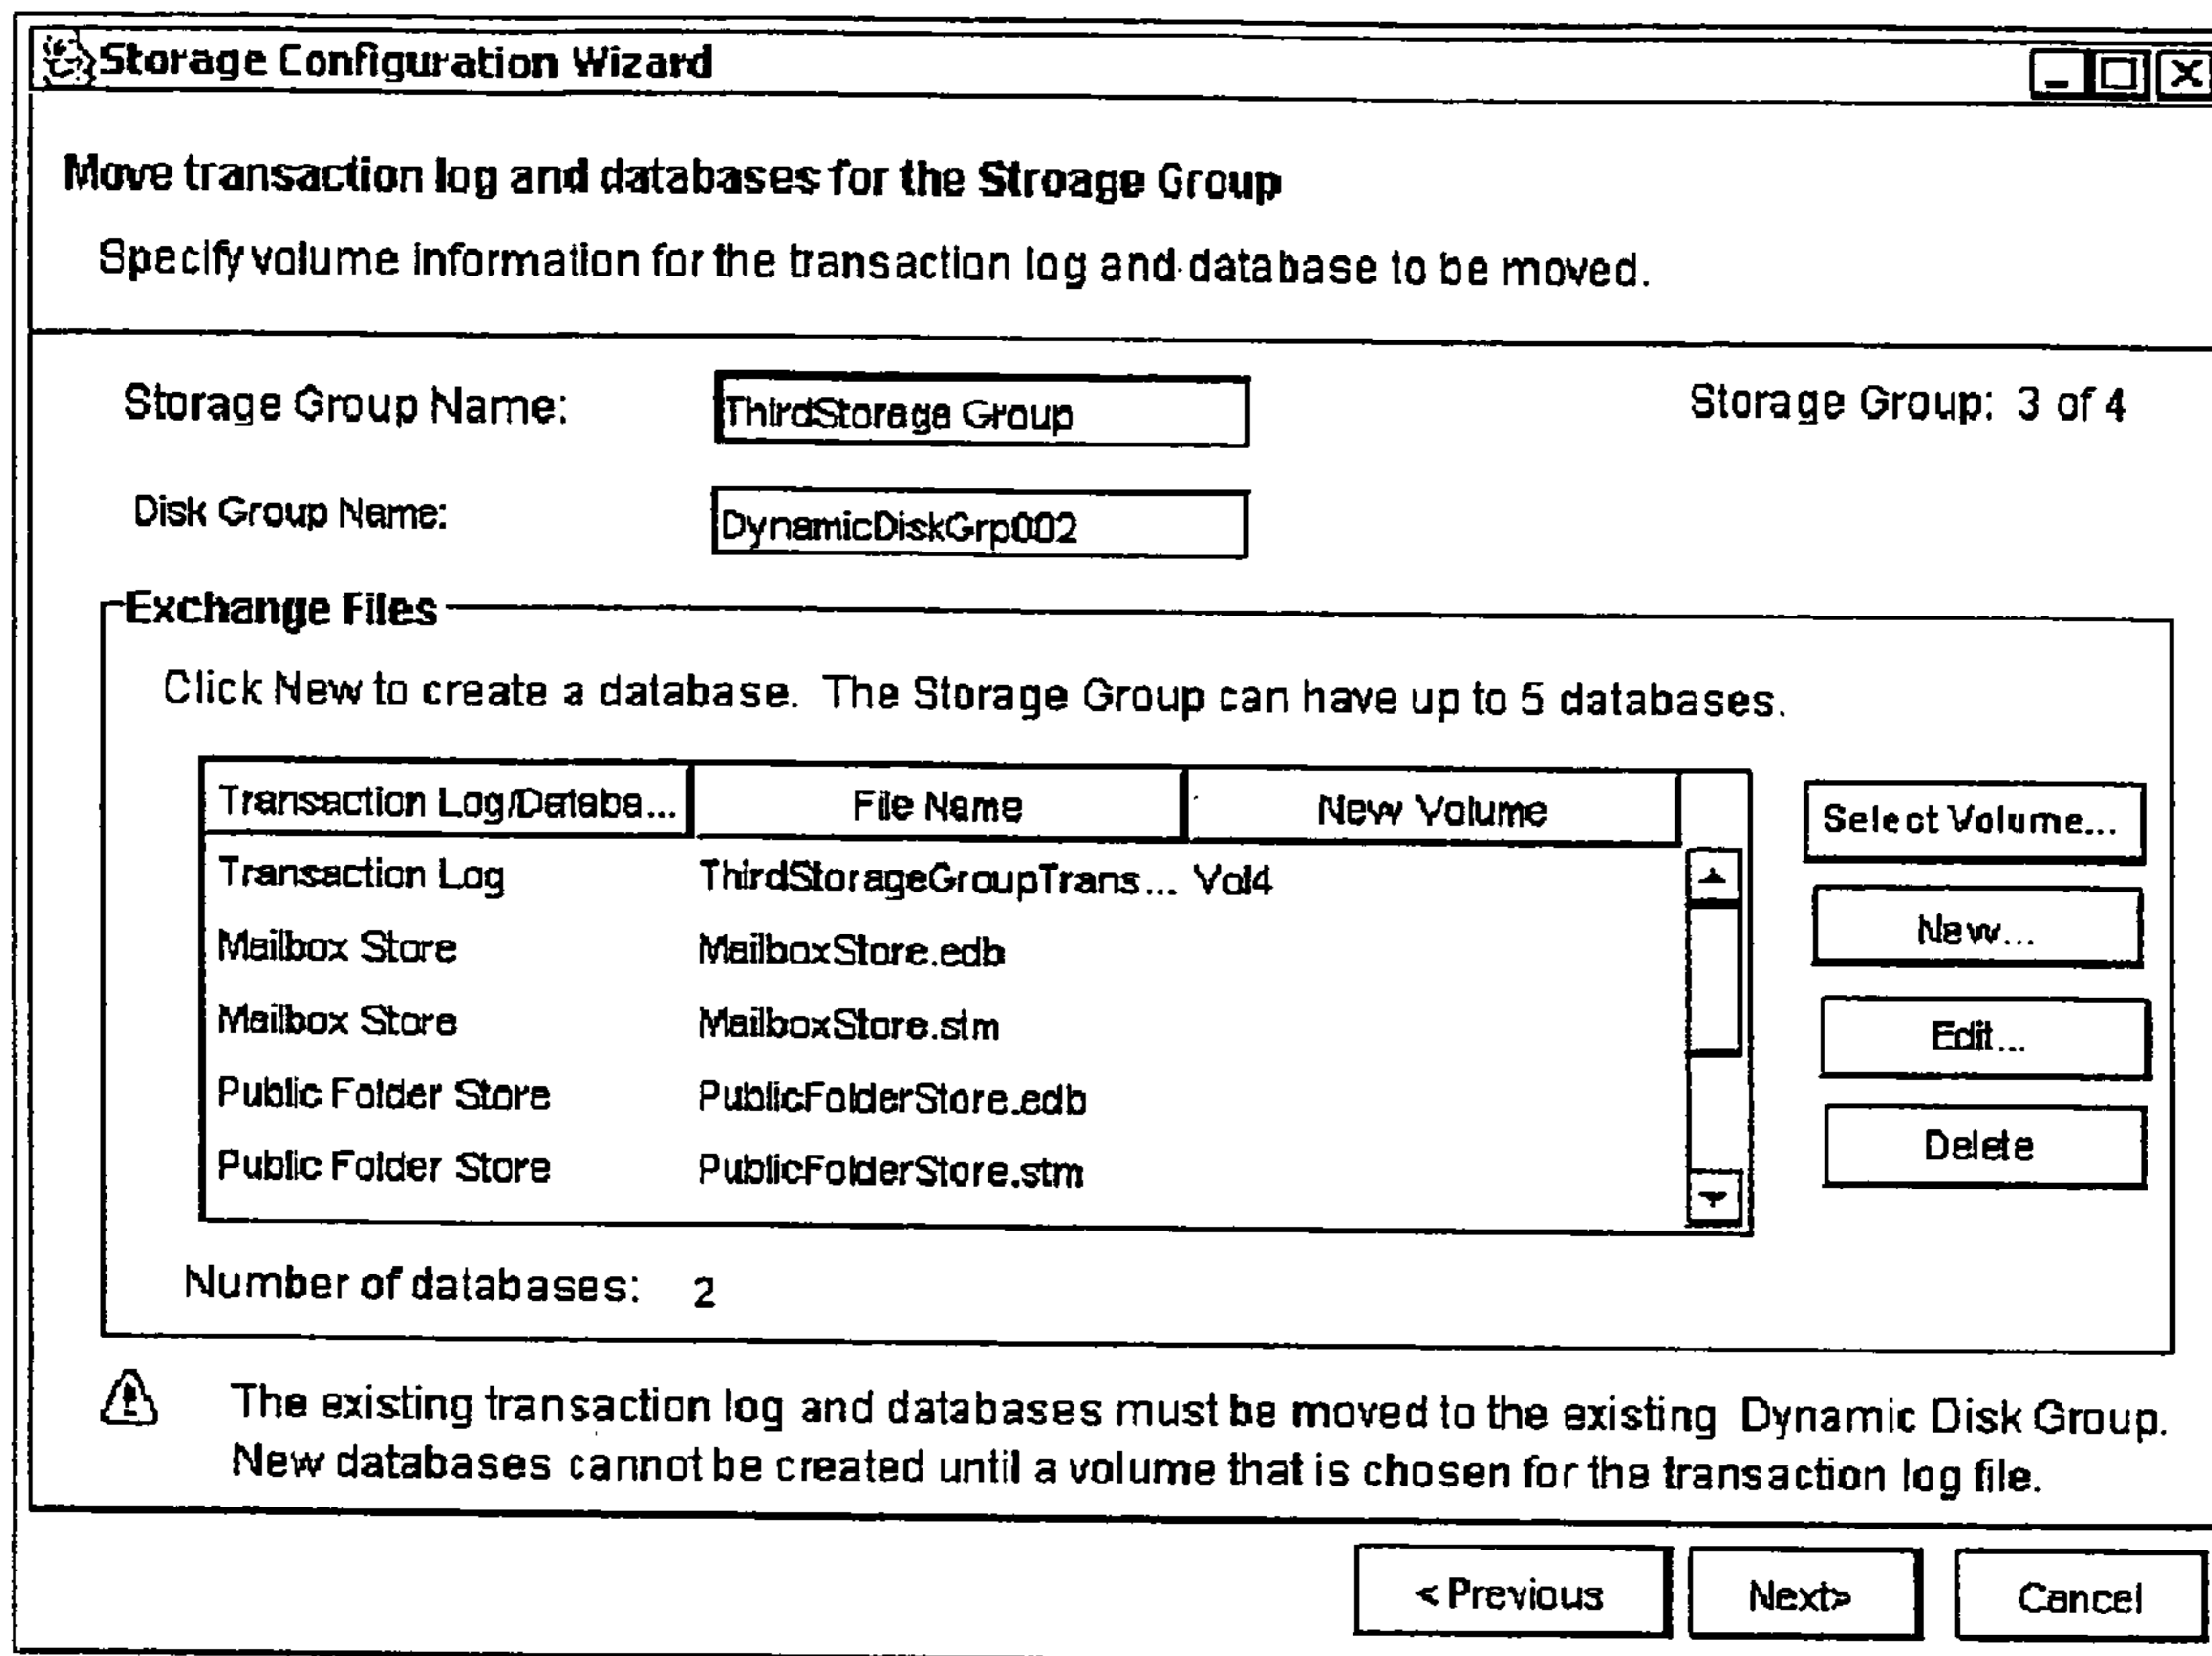 Storage Configuration Wizard
Move transaction log and databases for the Stroage Group
Specify volume information for the transaction log and database to be moved.
Storage Group Name: ThirdStorage Group Storage Group: 3 of 4
Disk Group Name: DynamicDiskGrp002
Exchange Files
Click New to create a database. The Storage Group can have up to 5 databases.
Transaction Log/Databa... File Name New Volume Select Volume...
Transaction Log ThirdStorageGroupTrans... Vol4
Mailbox Store MailboxStore.edb New...
Mailbox Store MailboxStore.stm Edit...
Public Folder Store PublicFolderStore.edb
Public Folder Store PublicFolderStore.stm Delete
Number of databases: 2
The existing transaction log and databases must be moved to the existing Dynamic Disk Group.
New databases cannot be created until a volume that is chosen for the transaction log file.
< Previous Next> Cancel